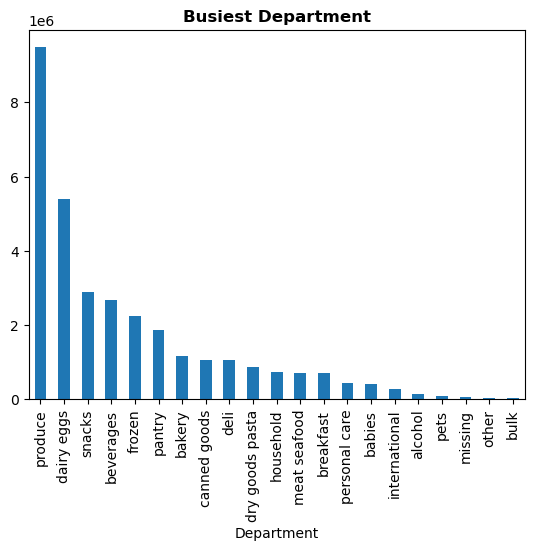 Busiest Department
1e6
8
6
4
2
0
produce
dairy eggs
snacks
beverages
frozen
pantry
bakery
canned goods
deli
dry goods pasta
household
meat seafood
breakfast
personal care
babies
international
alcohol
pets
missing
other
bulk
Department